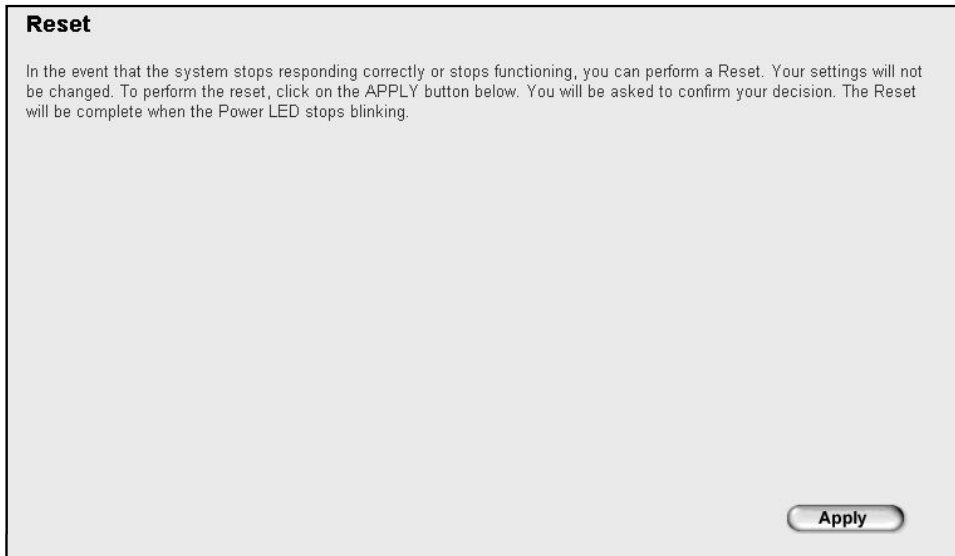 Reset
In the event that the system stops responding correctly or stops functioning, you can perform a Reset. Your settings will not
be changed. To perform the reset, click on the APPLY button below. You will be asked to confirm your decision. The Reset
will be complete when the Power LED stops blinking.
Apply